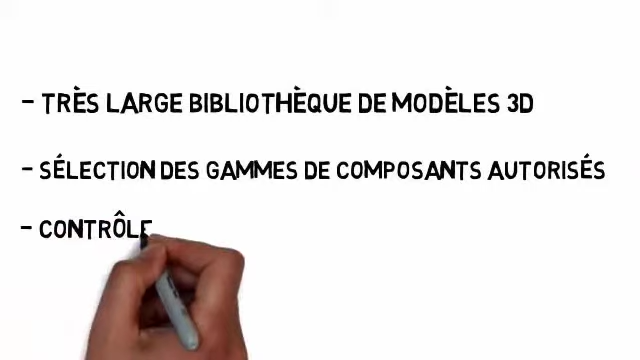 - TRÈS LARGE BIBLIOTHÈQUE DE MODÈLES 3D
- SÉLECTION DES GAMMES DE COMPOSANTS AUTORISÉS
- CONTRÔLE